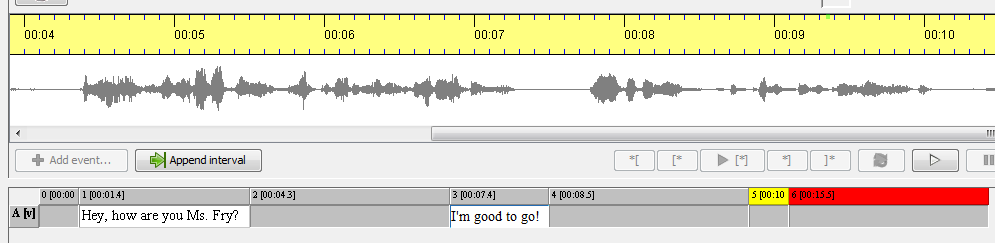 00:04 00:05 00:06 00:07 00:08 00:09 00:10
Add event... Append interval *[ [* [*] *] ]*
0 [00:00 1 [00:01.4] 2 [00:04.3] 3 [00:07.4] 4 [00:08.5] 5 [00:10 6 [00:15.5]
A [v] Hey, how are you Ms. Fry? I'm good to go!